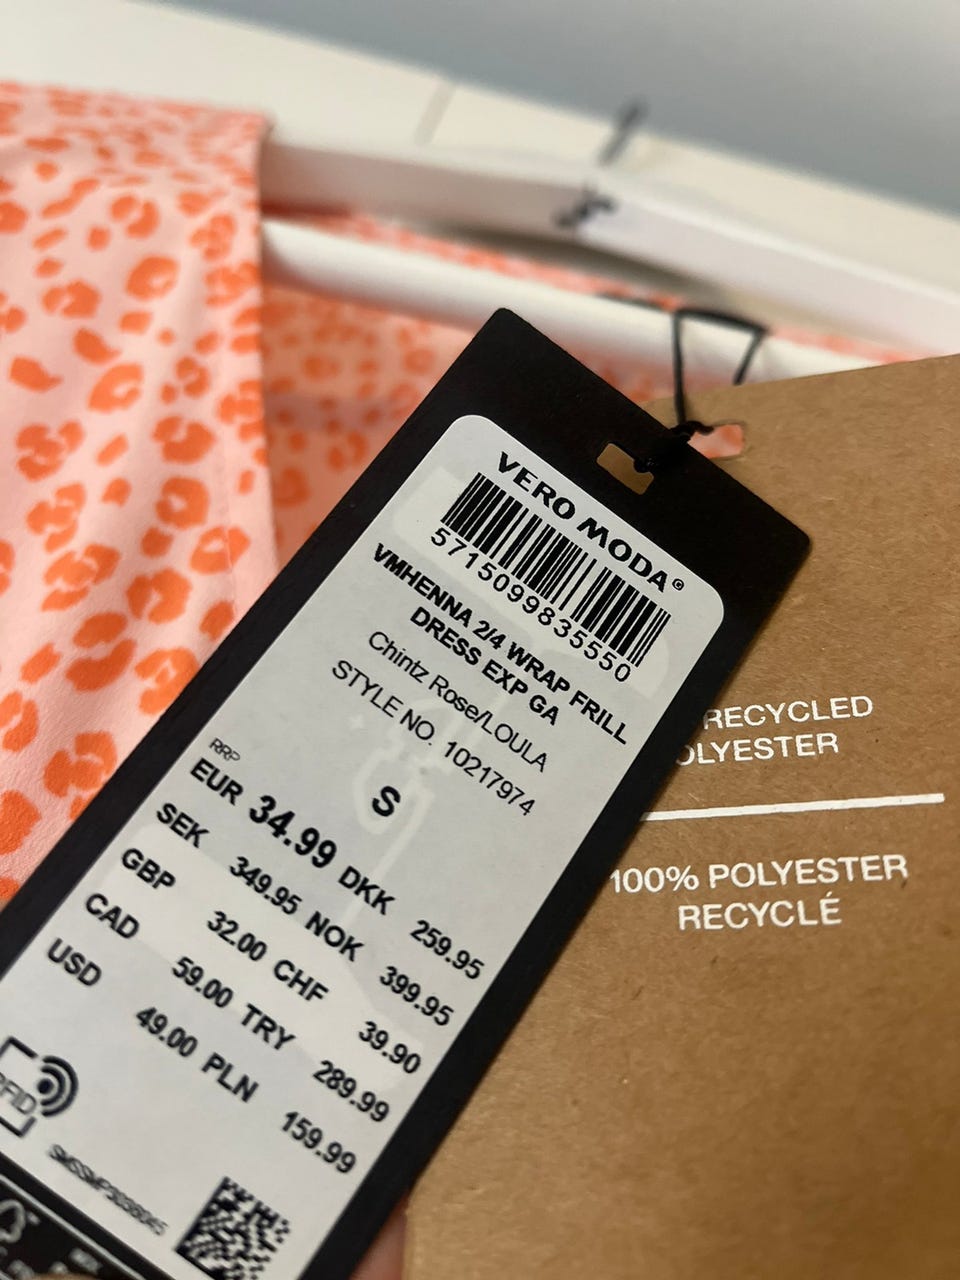 VERO MODA®
5715099835550
VMHENNA 2/4 WRAP FRILL
DRESS EXP GA
Chintz Rose/LOULA
STYLE NO. 10217974
S
RRP
EUR 34.99 DKK 259.95
SEK 349.95 NOK 399.95
GBP 32.00 CHF 39.90
CAD 59.00 TRY 289.99
USD 49.00 PLN 159.99
RFID
RECYCLED
OLYESTER
100% POLYESTER
RECYCLÉ